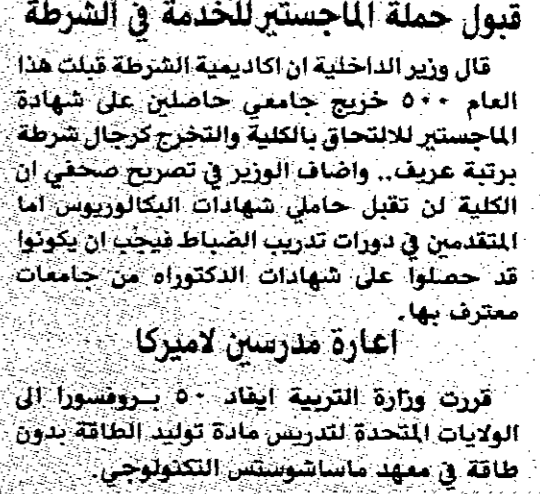 قبول حملة الماجستير للخدمة في الشرطة
قال وزير الداخلية ان اكاديمية الشرطة قبلت هذا
العام ٥٠٠ خريج جامعي حاصلين على شهادة
الماجستير للالتحاق بالكلية والتخرج كرجال شرطة
برتبة عريف.. واضاف الوزير في تصريح صحفي ان
الكلية لن تقبل حاملي شهادات البكالوريوس اما
المتقدمين في دورات تدريب الضباط فيجب ان يكونوا
قد حصلوا على شهادات الدكتوراه من جامعات
معترف بها.
اعارة مدرسين لاميركا
قررت وزارة التربية ايفاد ٥٠ بروفسورا الى
الولايات المتحدة لتدريس مادة توليد الطاقة بدون
طاقة في معهد ماساشوستس التكنولوجي.